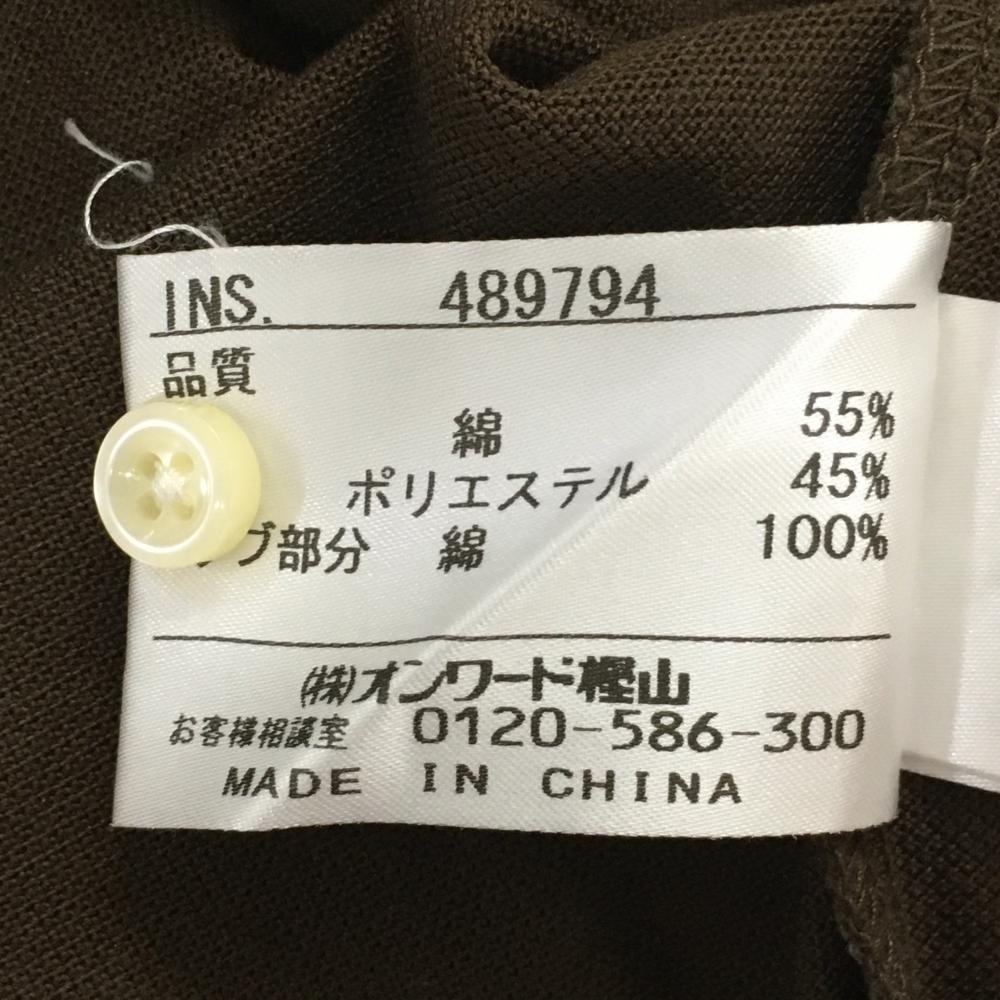 INS. 489794
品質
綿 55%
ポリエステル 45%
ブ部分 綿 100%
(株)オンワード樫山
お客様相談室 0120-586-300
MADE IN CHINA